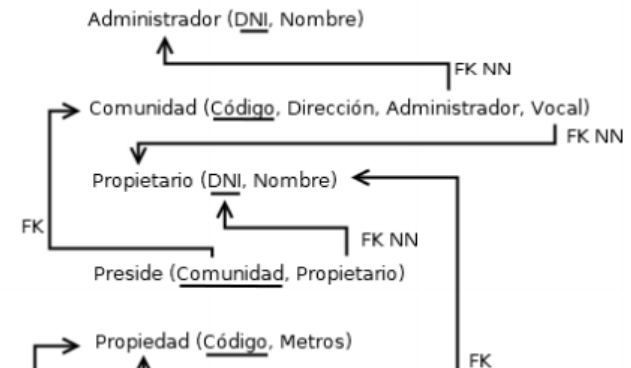 Administrador (DNI, Nombre)
FK NN
Comunidad (Código, Dirección, Administrador, Vocal)
FK NN
Propietario (DNI, Nombre)
FK
FK NN
Preside (Comunidad, Propietario)
Propiedad (Código, Metros)
FK